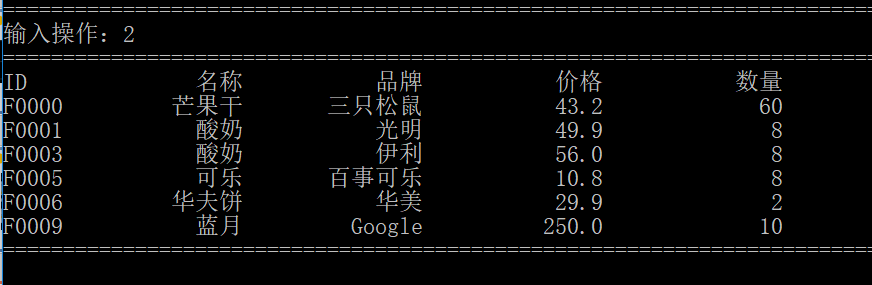 ================================================================
输入操作: 2
================================================================
ID 名称 品牌 价格 数量
F0000 芒果干 三只松鼠 43.2 60
F0001 酸奶 光明 49.9 8
F0003 酸奶 伊利 56.0 8
F0005 可乐 百事可乐 10.8 8
F0006 华夫饼 华美 29.9 2
F0009 蓝月 Google 250.0 10
================================================================